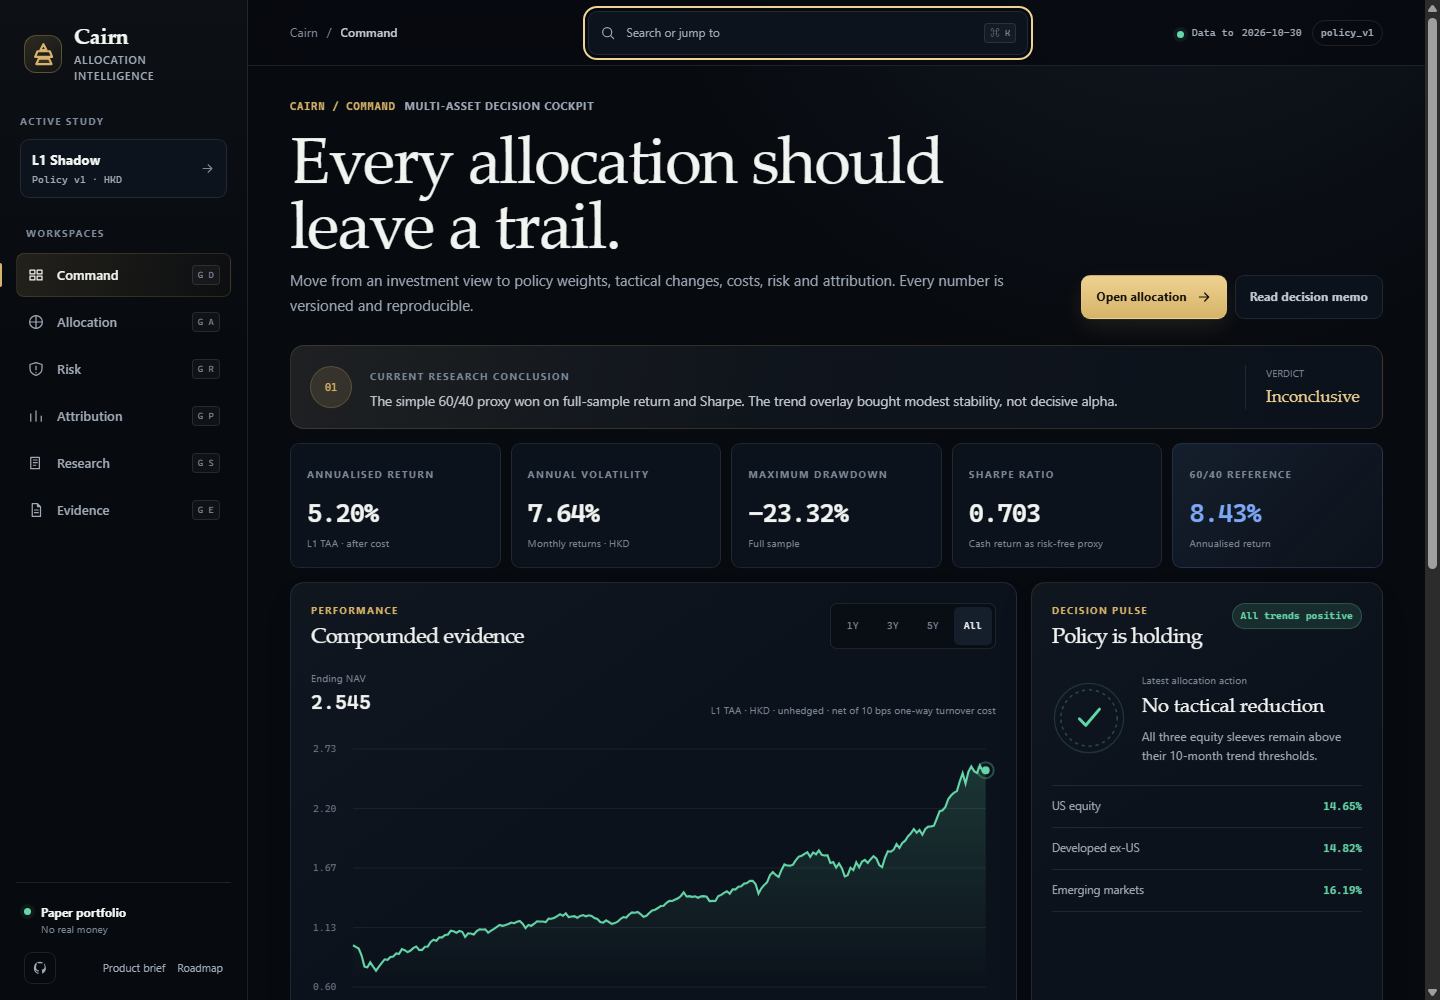 Cairn
ALLOCATION
INTELLIGENCE
ACTIVE STUDY
L1 Shadow
Policy v1 · HKD
WORKSPACES
Command
G D
Allocation
G A
Risk
G R
Attribution
G P
Research
G S
Evidence
G E
Paper portfolio
No real money
Product brief
Roadmap
Cairn / Command
Search or jump to
⌘ K
Data to 2026-10-30
policy_v1
CAIRN / COMMAND MULTI-ASSET DECISION COCKPIT
Every allocation should
leave a trail.
Move from an investment view to policy weights, tactical changes, costs, risk and attribution. Every number is
versioned and reproducible.
Open allocation
Read decision memo
01
CURRENT RESEARCH CONCLUSION
The simple 60/40 proxy won on full-sample return and Sharpe. The trend overlay bought modest stability, not decisive alpha.
VERDICT
Inconclusive
ANNUALISED RETURN
5.20%
L1 TAA · after cost
ANNUAL VOLATILITY
7.64%
Monthly returns · HKD
MAXIMUM DRAWDOWN
−23.32%
Full sample
SHARPE RATIO
0.703
Cash return as risk-free proxy
60/40 REFERENCE
8.43%
Annualised return
PERFORMANCE
Compounded evidence
1Y
3Y
5Y
All
Ending NAV
2.545
L1 TAA · HKD · unhedged · net of 10 bps one-way turnover cost
2.73
2.20
1.67
1.13
0.60
DECISION PULSE
Policy is holding
All trends positive
Latest allocation action
No tactical reduction
All three equity sleeves remain above
their 10-month trend thresholds.
US equity
14.65%
Developed ex-US
14.82%
Emerging markets
16.19%